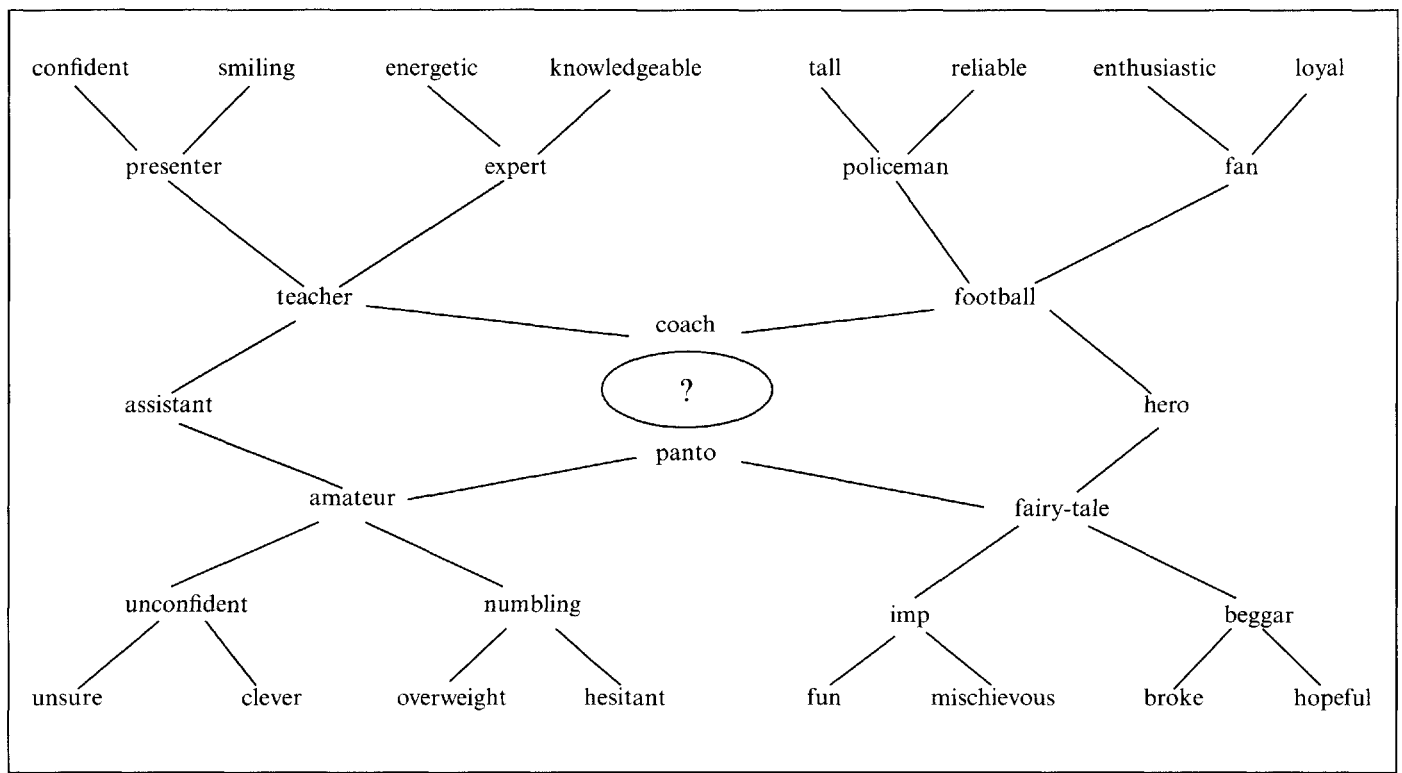 confident smiling energetic knowledgeable tall reliable enthusiastic loyal
presenter expert policeman fan
teacher football
coach
?
assistant hero
panto
amateur fairy-tale
unconfident numbling imp beggar
unsure clever overweight hesitant fun mischievous broke hopeful